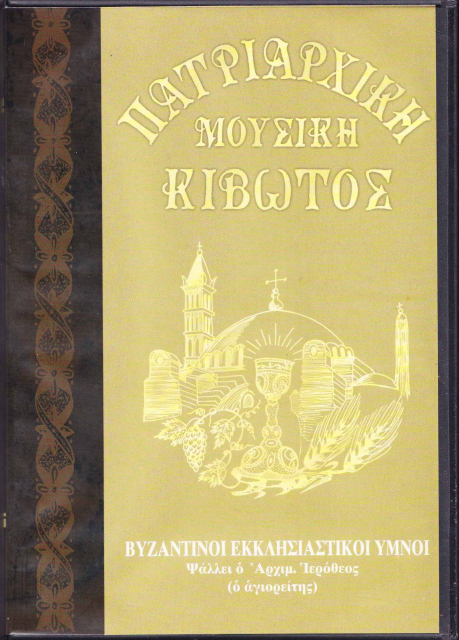 ΠΑΤΡΙΑΡΧΙΚΗ
ΜΟΥΣΙΚΗ
ΚΙΒΩΤΟΣ
ΒΥΖΑΝΤΙΝΟΙ ΕΚΚΛΗΣΙΑΣΤΙΚΟΙ ΥΜΝΟΙ
Ψάλλει ὁ Ἀρχιμ. Ἱερόθεος
(ὁ ἁγιορείτης)